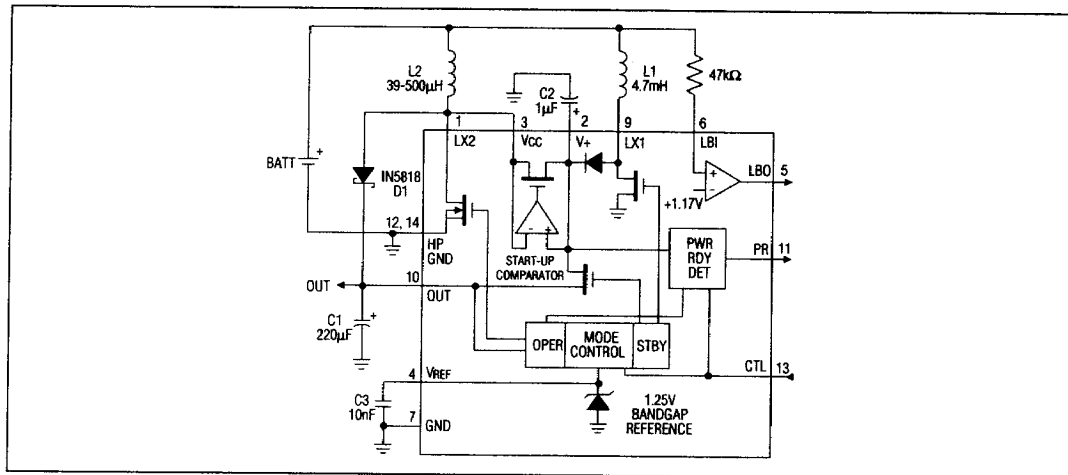 L2
39-500μH
L1
4.7mH
47kΩ
C2
1μF
1
3
2
9
6
LX2
VCC
V+
LX1
LBI
BATT
+
IN5818
D1
+
-
LBO
5
+1.17V
12, 14
HP
GND
-
+
START-UP
COMPARATOR
PWR
RDY
DET
PR
11
OUT
10
OUT
C1
220μF
+
OPER
MODE
CONTROL
STBY
CTL
13
4
VREF
C3
10nF
7
GND
1.25V
BANDGAP
REFERENCE